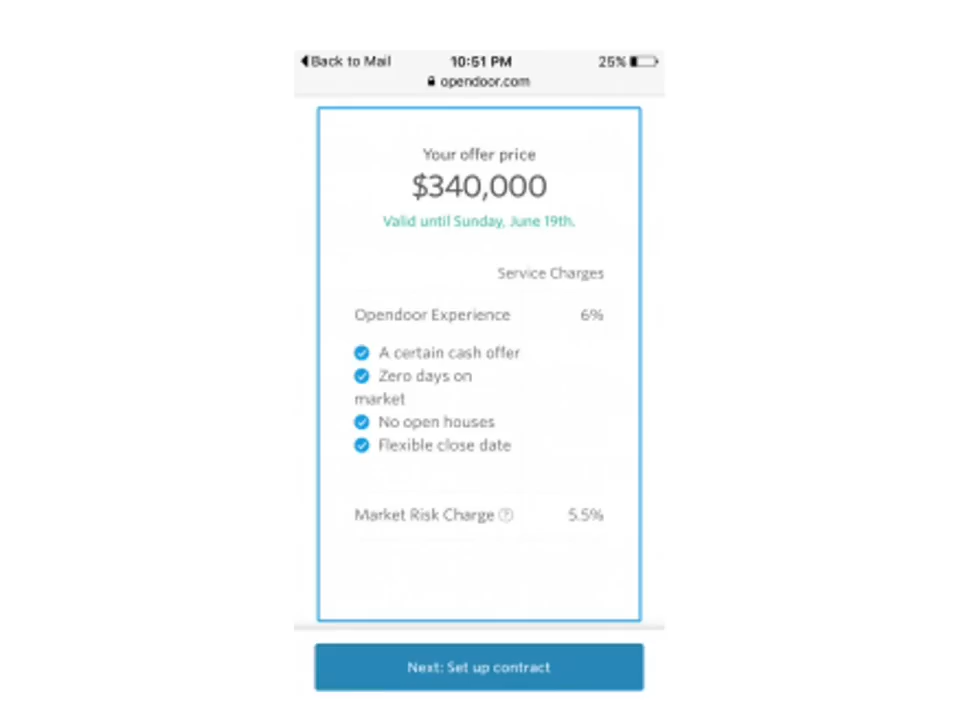 Back to Mail 10:51 PM 25%
opendoor.com
Your offer price
$340,000
Valid until Sunday, June 19th.
Service Charges
Opendoor Experience 6%
A certain cash offer
Zero days on
market
No open houses
Flexible close date
Market Risk Charge ? 5.5%
Next: Set up contract